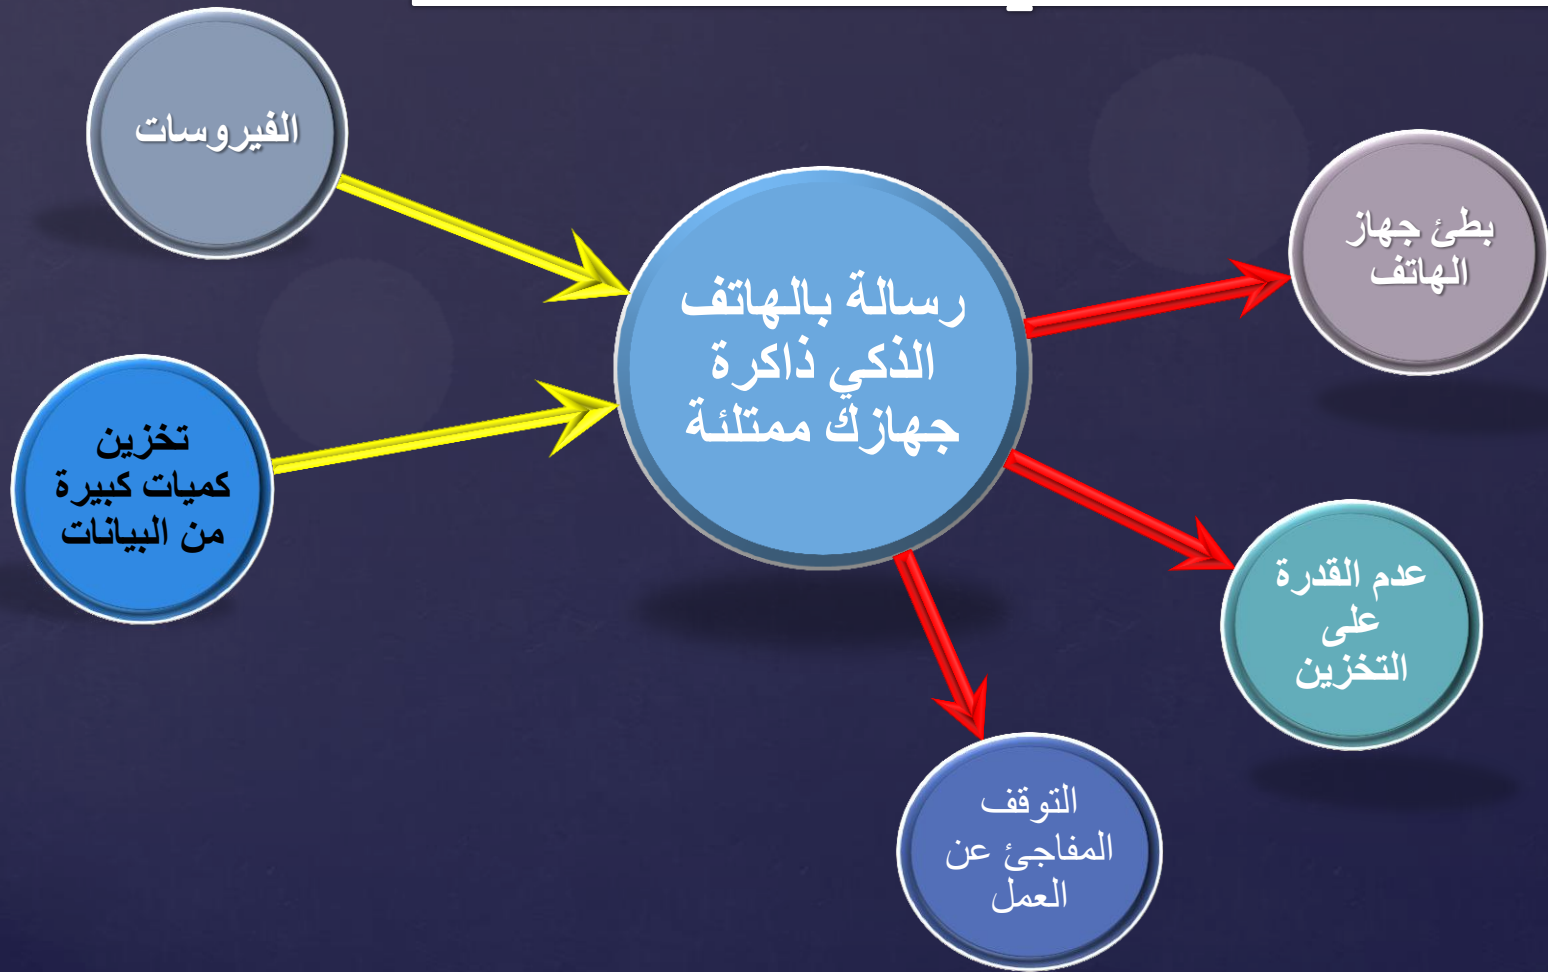 الفيروسات
بطئ جهاز
الهاتف
رسالة بالهاتف
الذكي ذاكرة
جهازك ممتلئة
تخزين
كميات كبيرة
من البيانات
عدم القدرة
على
التخزين
التوقف
المفاجئ عن
العمل